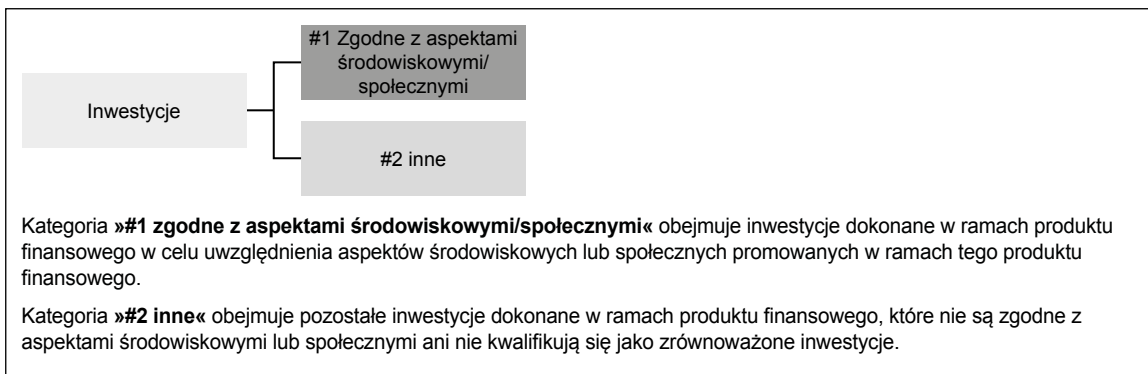 #1 Zgodne z aspektami
środowiskowymi/
społecznymi
Inwestycje
#2 inne
Kategoria »#1 zgodne z aspektami środowiskowymi/społecznymi« obejmuje inwestycje dokonane w ramach produktu
finansowego w celu uwzględnienia aspektów środowiskowych lub społecznych promowanych w ramach tego produktu
finansowego.
Kategoria »#2 inne« obejmuje pozostałe inwestycje dokonane w ramach produktu finansowego, które nie są zgodne z
aspektami środowiskowymi lub społecznymi ani nie kwalifikują się jako zrównoważone inwestycje.